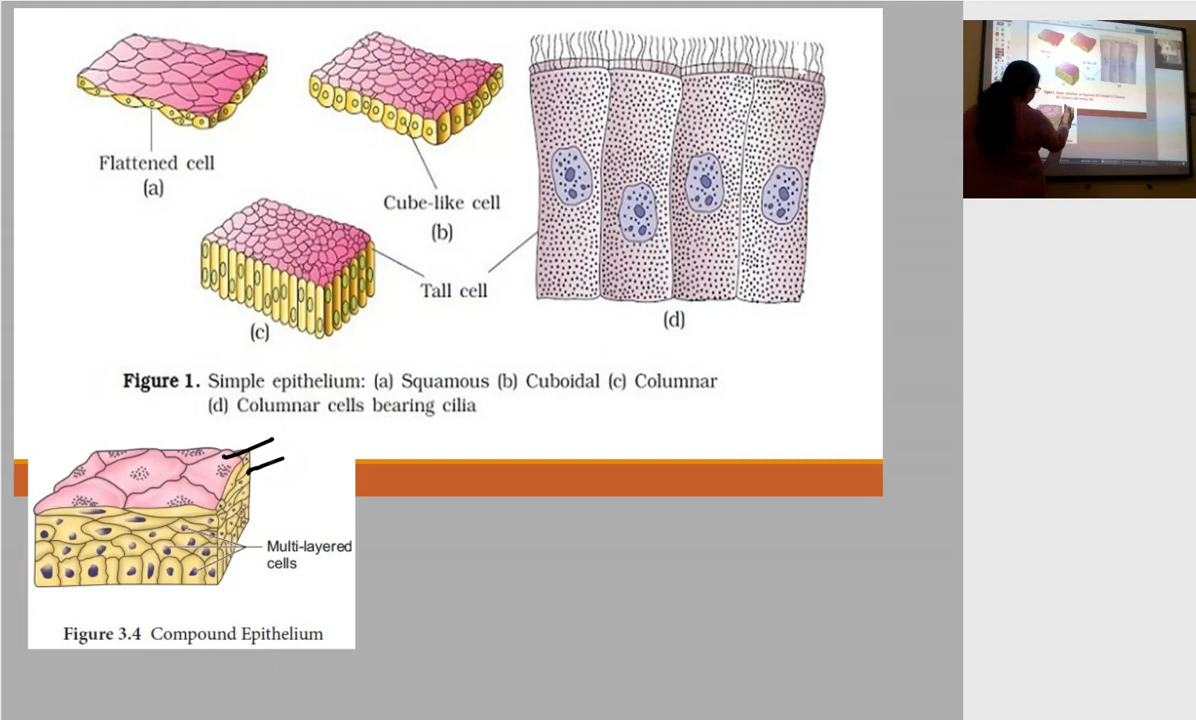 Flattened cell
(a)
Cube-like cell
(b)
Tall cell
(c)
(d)
Figure 1. Simple epithelium: (a) Squamous (b) Cuboidal (c) Columnar
(d) Columnar cells bearing cilia
Multi-layered
cells
Figure 3.4 Compound Epithelium